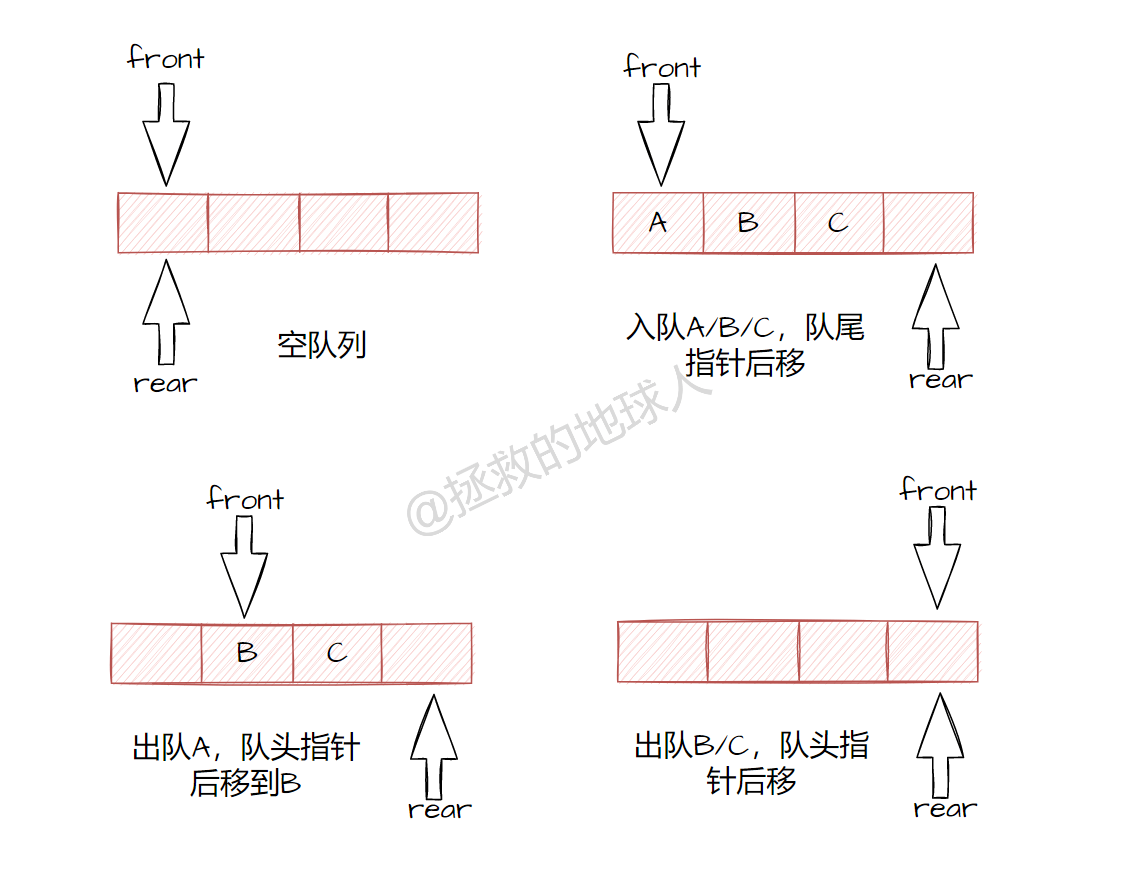 front
rear
空队列
front
A B C
入队A/B/C，队尾
指针后移
rear
@拯救的地球人
front
B C
出队A，队头指针
后移到B
rear
front
出队B/C，队头指
针后移
rear